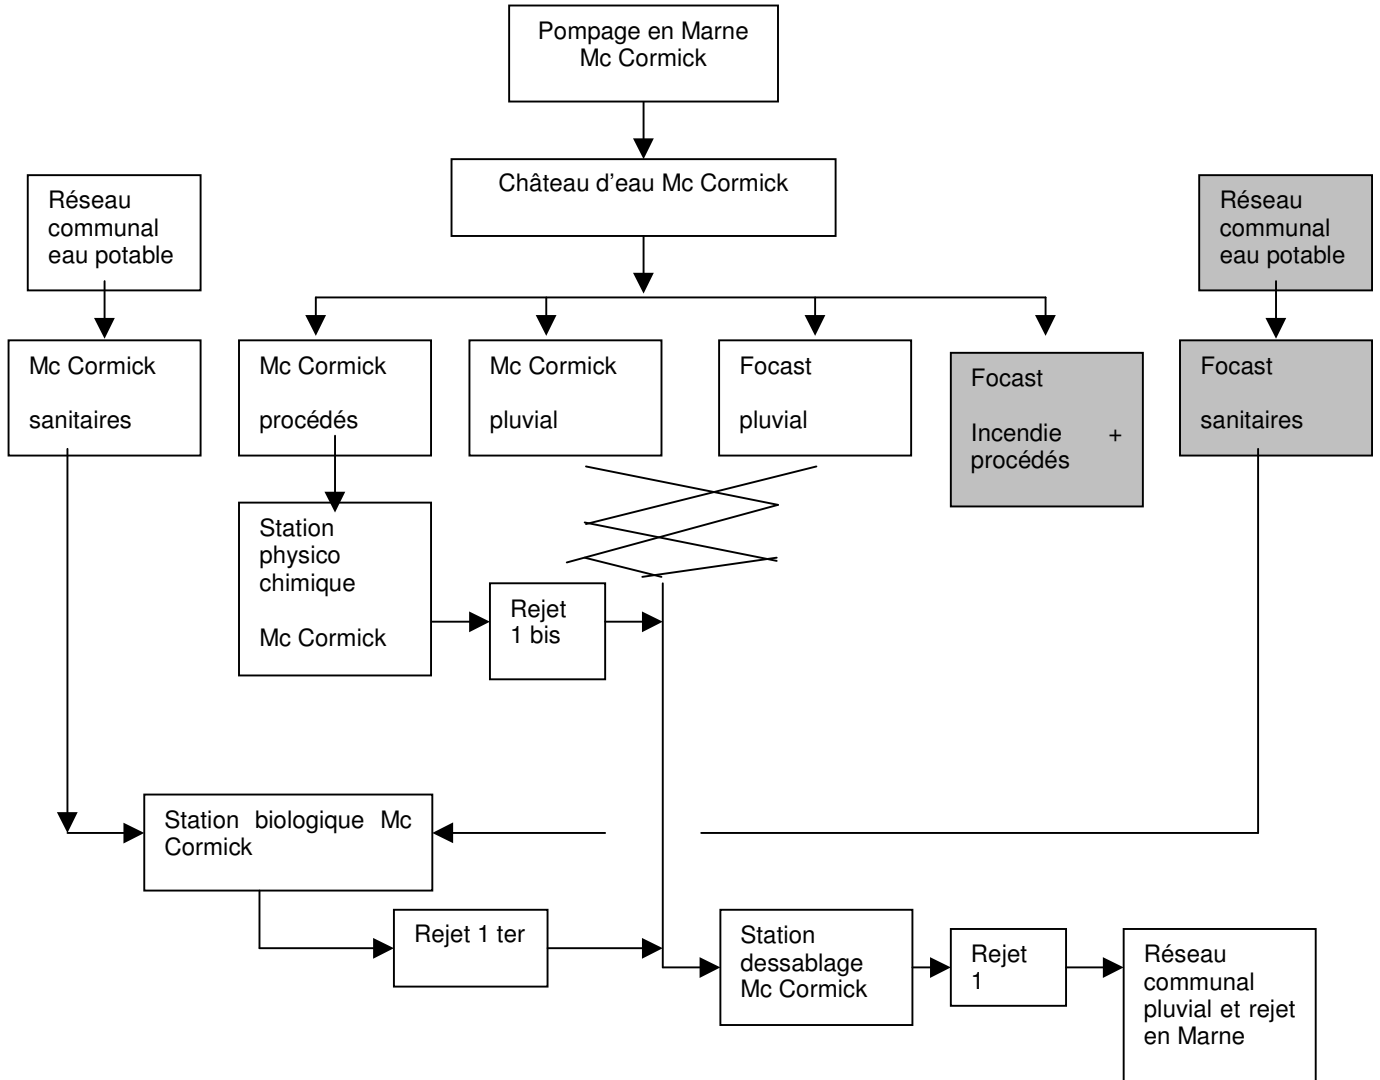 Pompage en Marne
Mc Cormick
Château d'eau Mc Cormick
Réseau
communal
eau potable
Réseau
communal
eau potable
Mc Cormick
sanitaires
Mc Cormick
procédés
Mc Cormick
pluvial
Focast
pluvial
Focast
Incendie +
procédés
Focast
sanitaires
Station
physico
chimique
Mc Cormick
Rejet
1 bis
Station biologique Mc
Cormick
Rejet 1 ter
Station
dessablage
Mc Cormick
Rejet
1
Réseau
communal
pluvial et rejet
en Marne